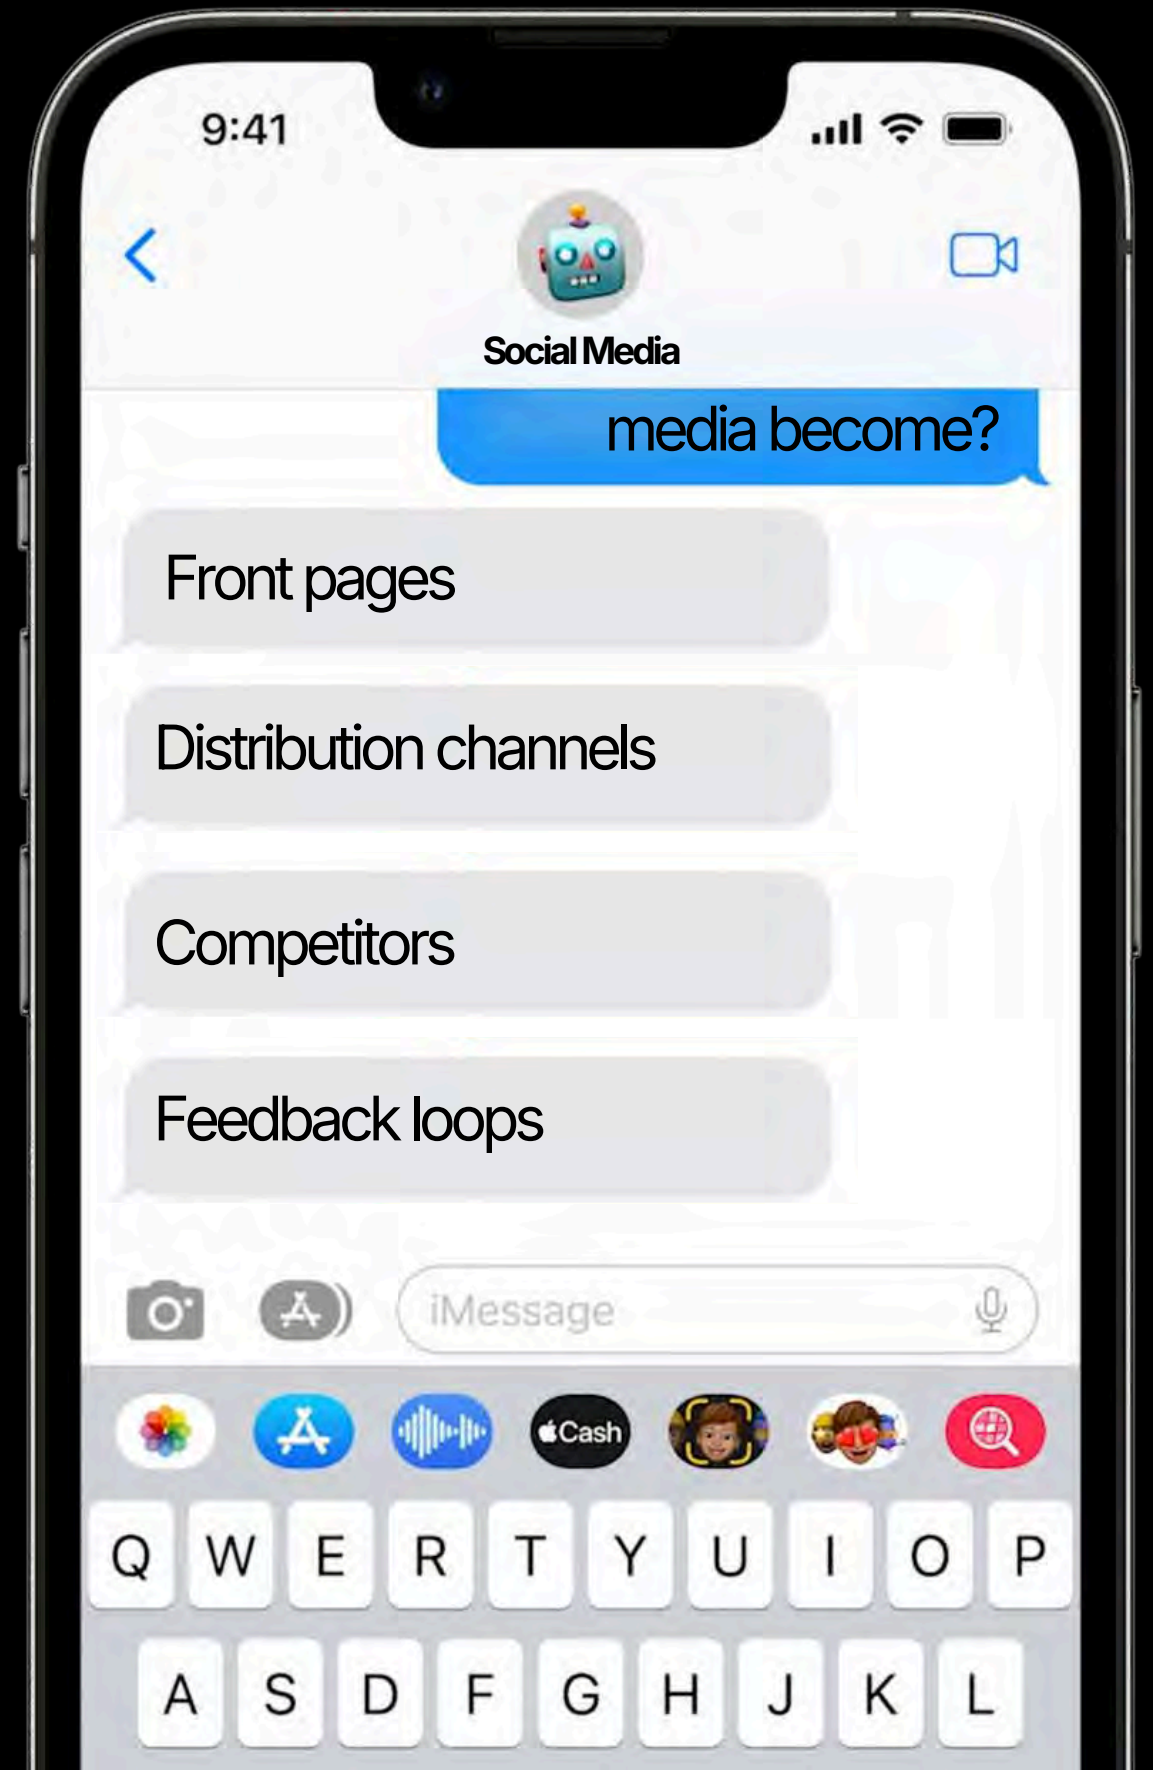 9:41
Social Media
media become?
Front pages
Distribution channels
Competitors
Feedback loops
iMessage
Cash
Q W E R T Y U I O P
A S D F G H J K L